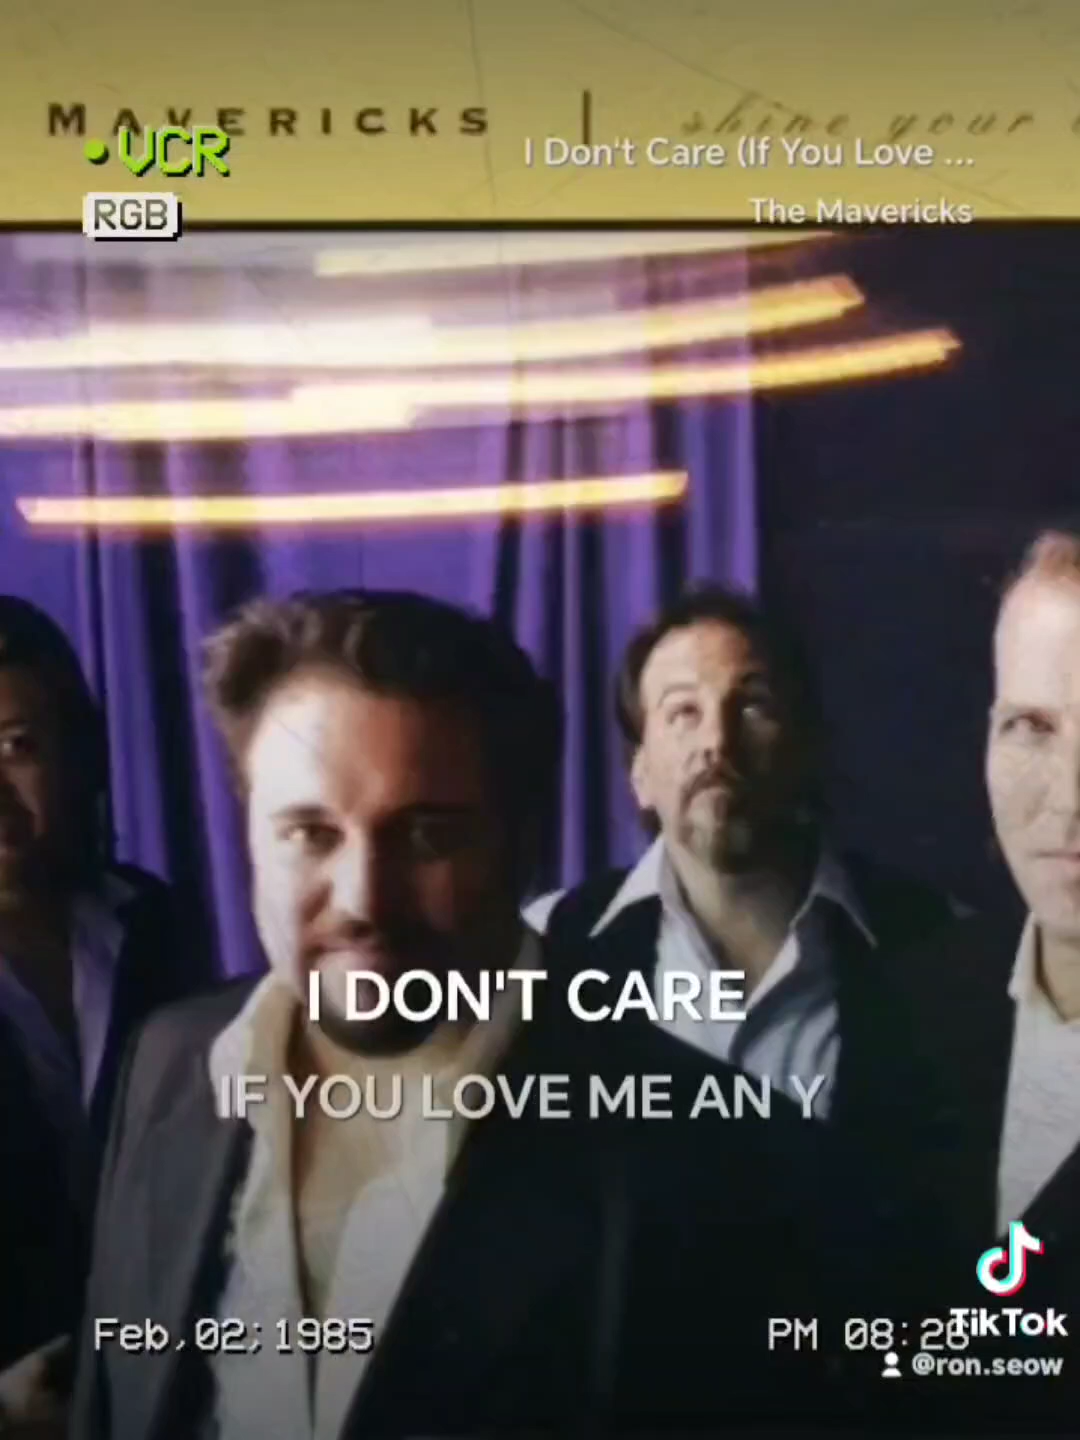 MAVERICKS | shine your
VCR
I Don't Care (If You Love ...
RGB
The Mavericks
I DON'T CARE
IF YOU LOVE ME AN Y
Feb,02;1985
PM 08:26
TikTok
@ron.seow